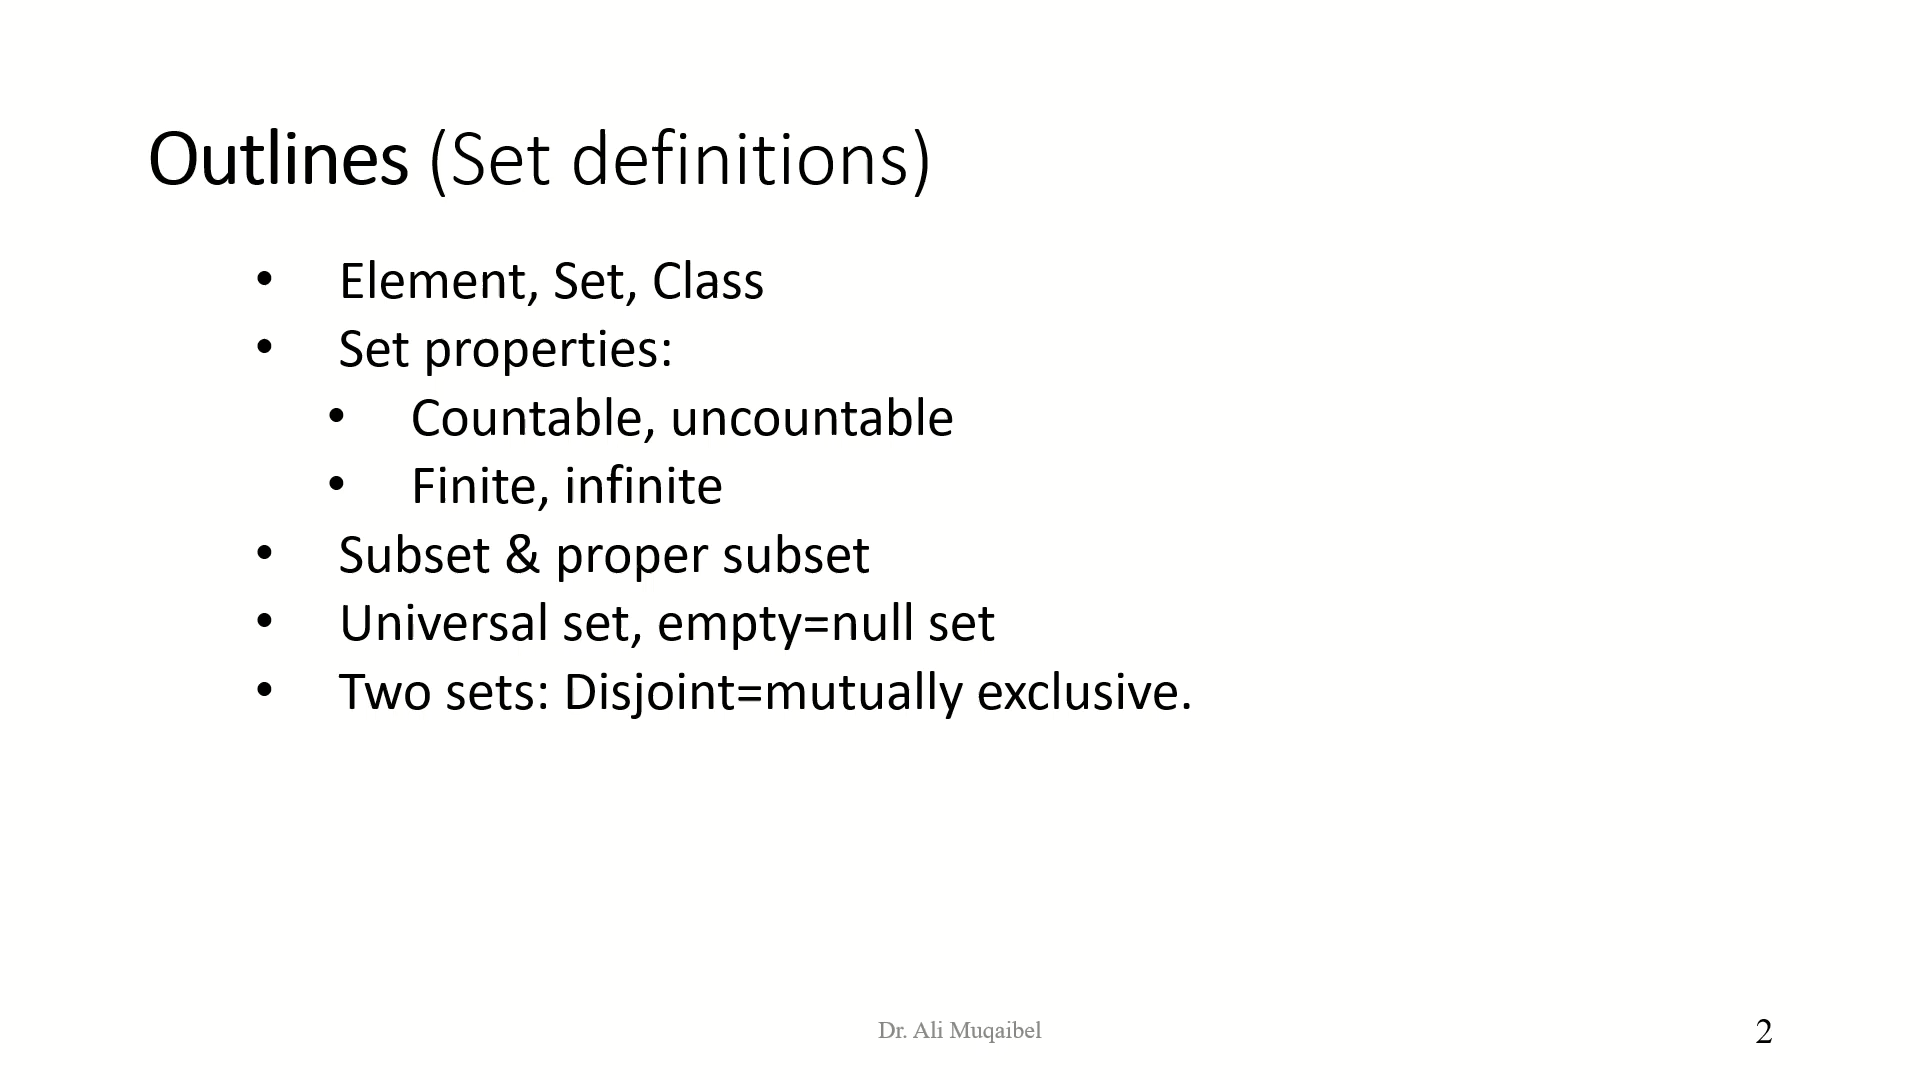 Outlines (Set definitions)
• Element, Set, Class
• Set properties:
• Countable, uncountable
• Finite, infinite
• Subset & proper subset
• Universal set, empty=null set
• Two sets: Disjoint=mutually exclusive.
Dr. Ali Muqaibel
2